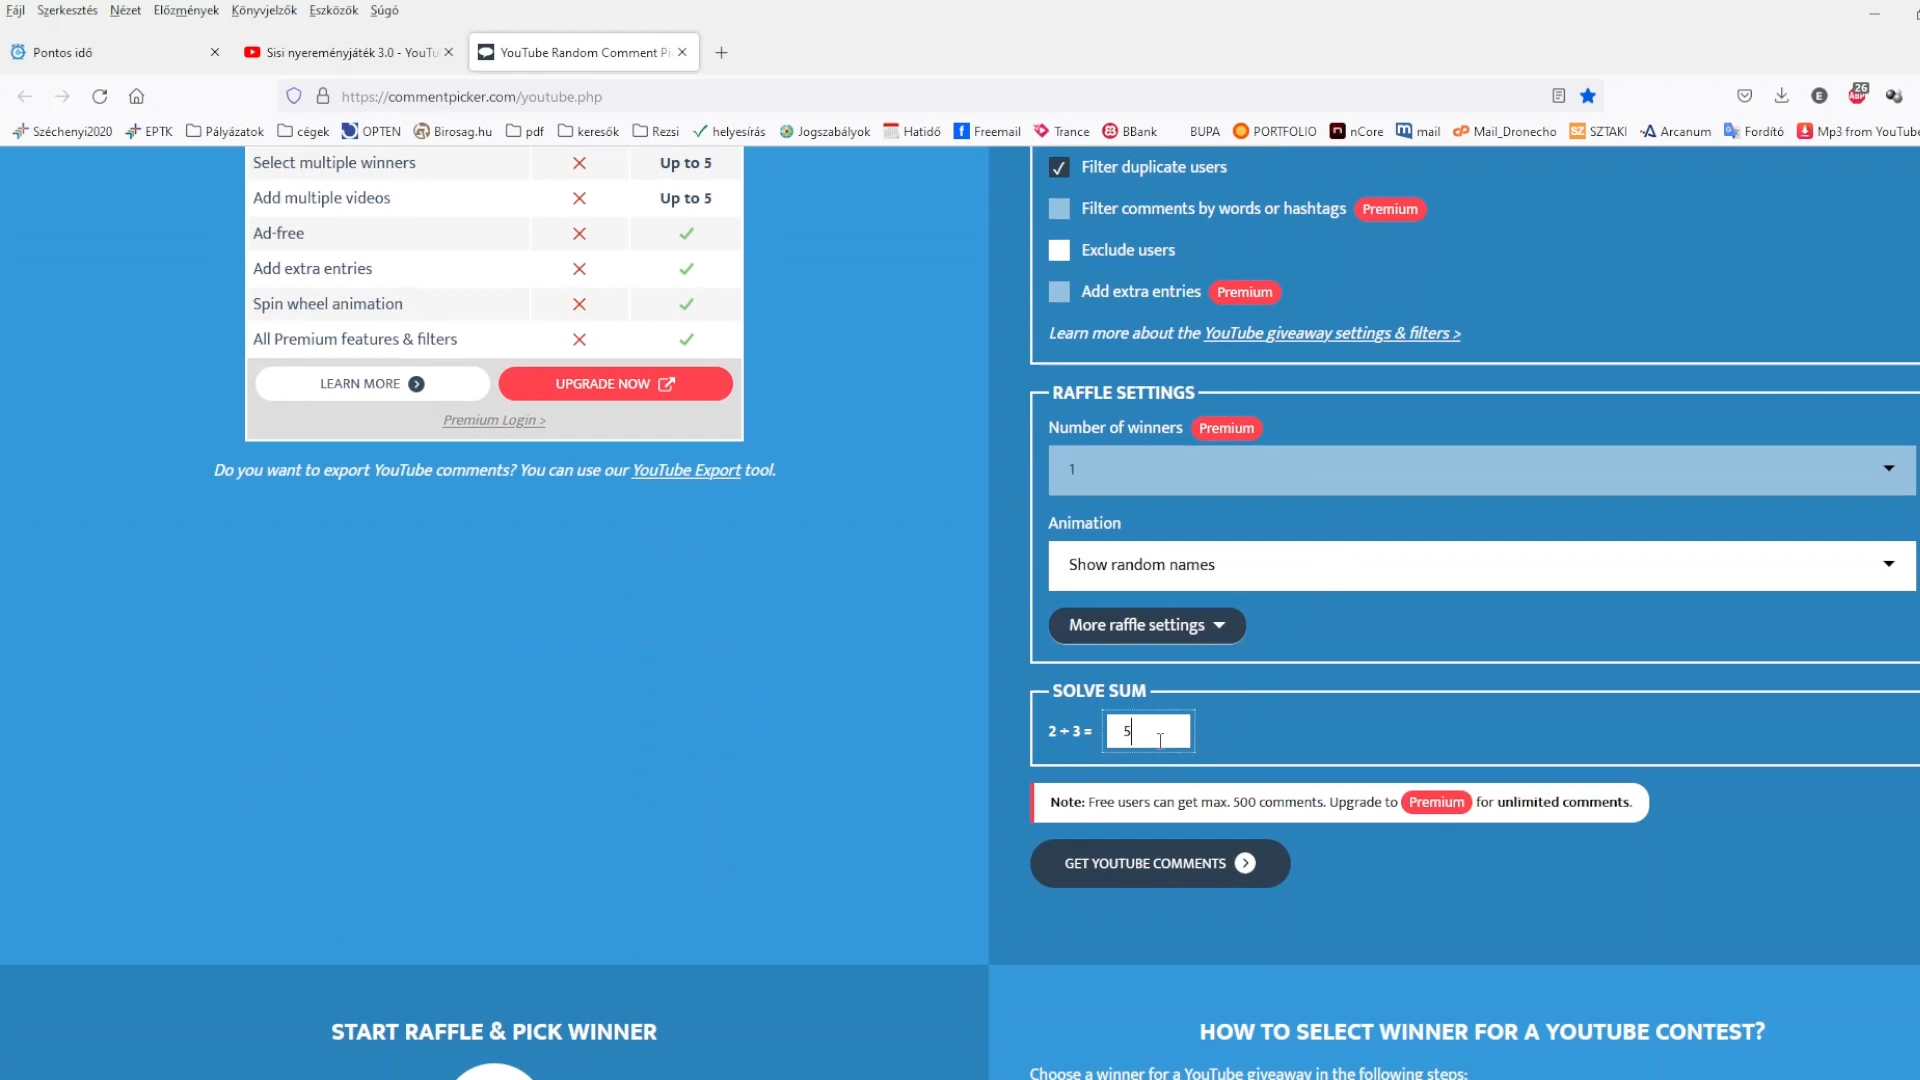 Fájl Szerkesztés Nézet Előzmények Könyvjelzők Eszközök Súgó
Pontos idő
Sisi nyereményjáték 3.0 - YouTu
YouTube Random Comment Pi
https://commentpicker.com/youtube.php
26
ABP
E
Széchenyi2020 EPTK Pályázatok cégek OPTEN Birosag.hu pdf keresők Rezsi helyesírás Jogszabályok Hatidő Freemail Trance BBank BUPA PORTFOLIO nCore mail Mail_Dronecho SZTAKI Arcanum Fordító Mp3 from YouTube
Select multiple winners Up to 5
Add multiple videos Up to 5
Ad-free
Add extra entries
Spin wheel animation
All Premium features & filters
LEARN MORE UPGRADE NOW
Premium Login >
Do you want to export YouTube comments? You can use our YouTube Export tool.
Filter duplicate users
Filter comments by words or hashtags Premium
Exclude users
Add extra entries Premium
Learn more about the YouTube giveaway settings & filters >
RAFFLE SETTINGS
Number of winners Premium
1
Animation
Show random names
More raffle settings
SOLVE SUM
2 + 3 = 5
Note: Free users can get max. 500 comments. Upgrade to Premium for unlimited comments.
GET YOUTUBE COMMENTS
START RAFFLE & PICK WINNER
HOW TO SELECT WINNER FOR A YOUTUBE CONTEST?
Choose a winner for a YouTube giveaway in the following steps: